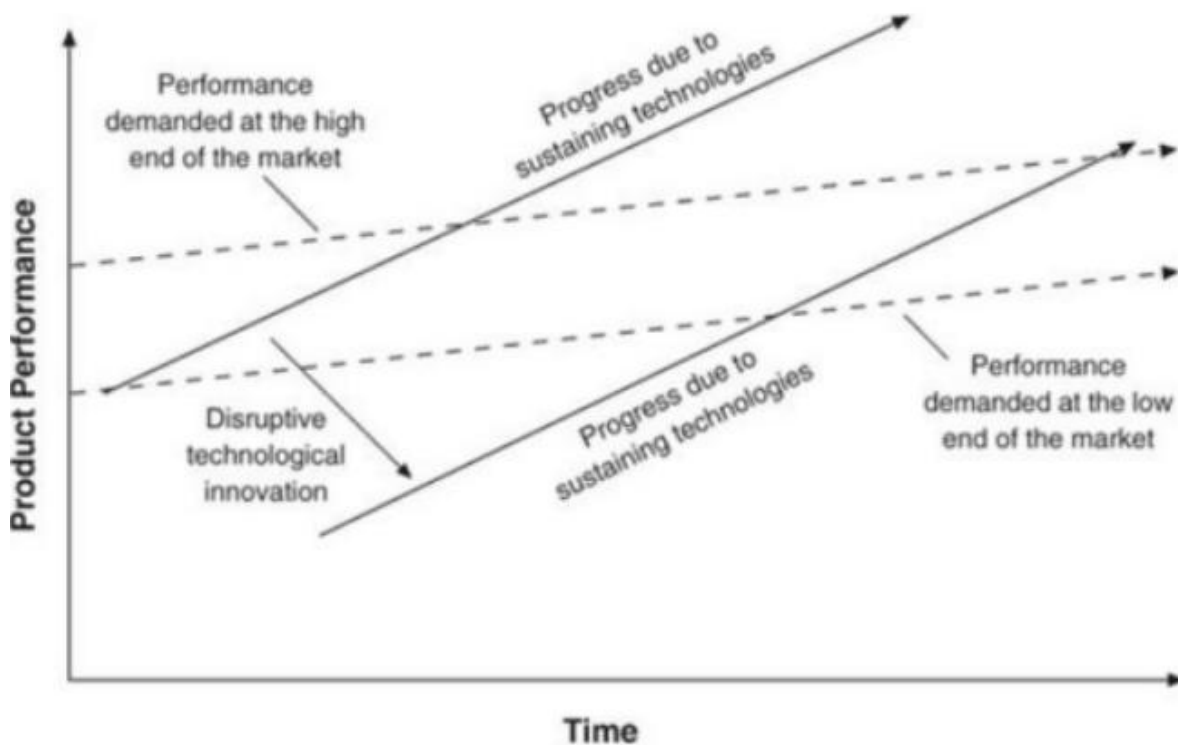 Performance
demanded at the high
end of the market
Progress due to
sustaining technologies
Product Performance
Disruptive
technological
innovation
Progress due to
sustaining technologies
Performance
demanded at the low
end of the market
Time